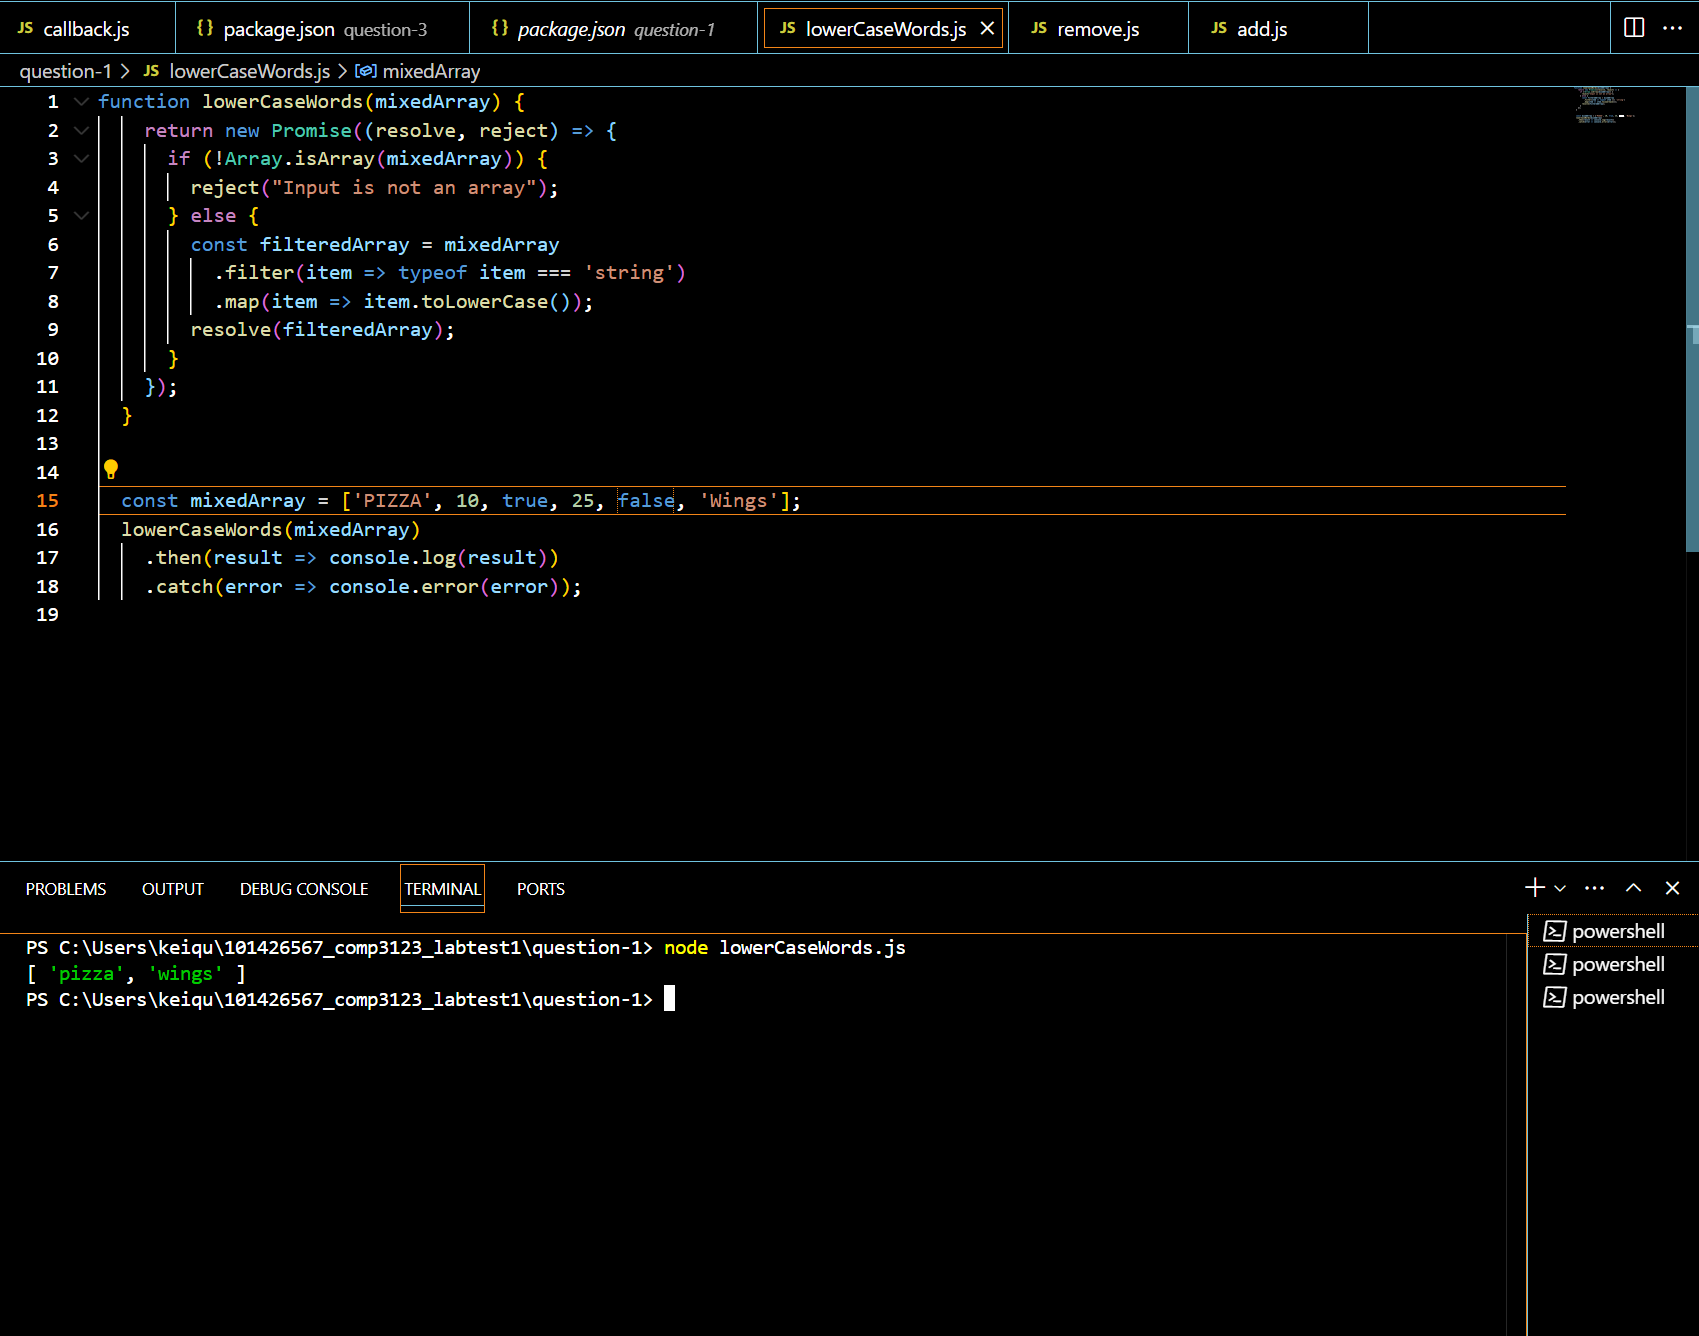 JS callback.js {} package.json question-3 {} package.json question-1 JS lowerCaseWords.js JS remove.js JS add.js
question-1 > JS lowerCaseWords.js > mixedArray
1 function lowerCaseWords(mixedArray) {
2 return new Promise((resolve, reject) => {
3 if (!Array.isArray(mixedArray)) {
4 reject("Input is not an array");
5 } else {
6 const filteredArray = mixedArray
7 .filter(item => typeof item === 'string')
8 .map(item => item.toLowerCase());
9 resolve(filteredArray);
10 }
11 });
12 }
13
14
15 const mixedArray = ['PIZZA', 10, true, 25, false, 'Wings'];
16 lowerCaseWords(mixedArray)
17 .then(result => console.log(result))
18 .catch(error => console.error(error));
19
PROBLEMS OUTPUT DEBUG CONSOLE TERMINAL PORTS
PS C:\Users\keiqu\101426567_comp3123_labtest1\question-1> node lowerCaseWords.js
[ 'pizza', 'wings' ]
PS C:\Users\keiqu\101426567_comp3123_labtest1\question-1>
powershell
powershell
powershell